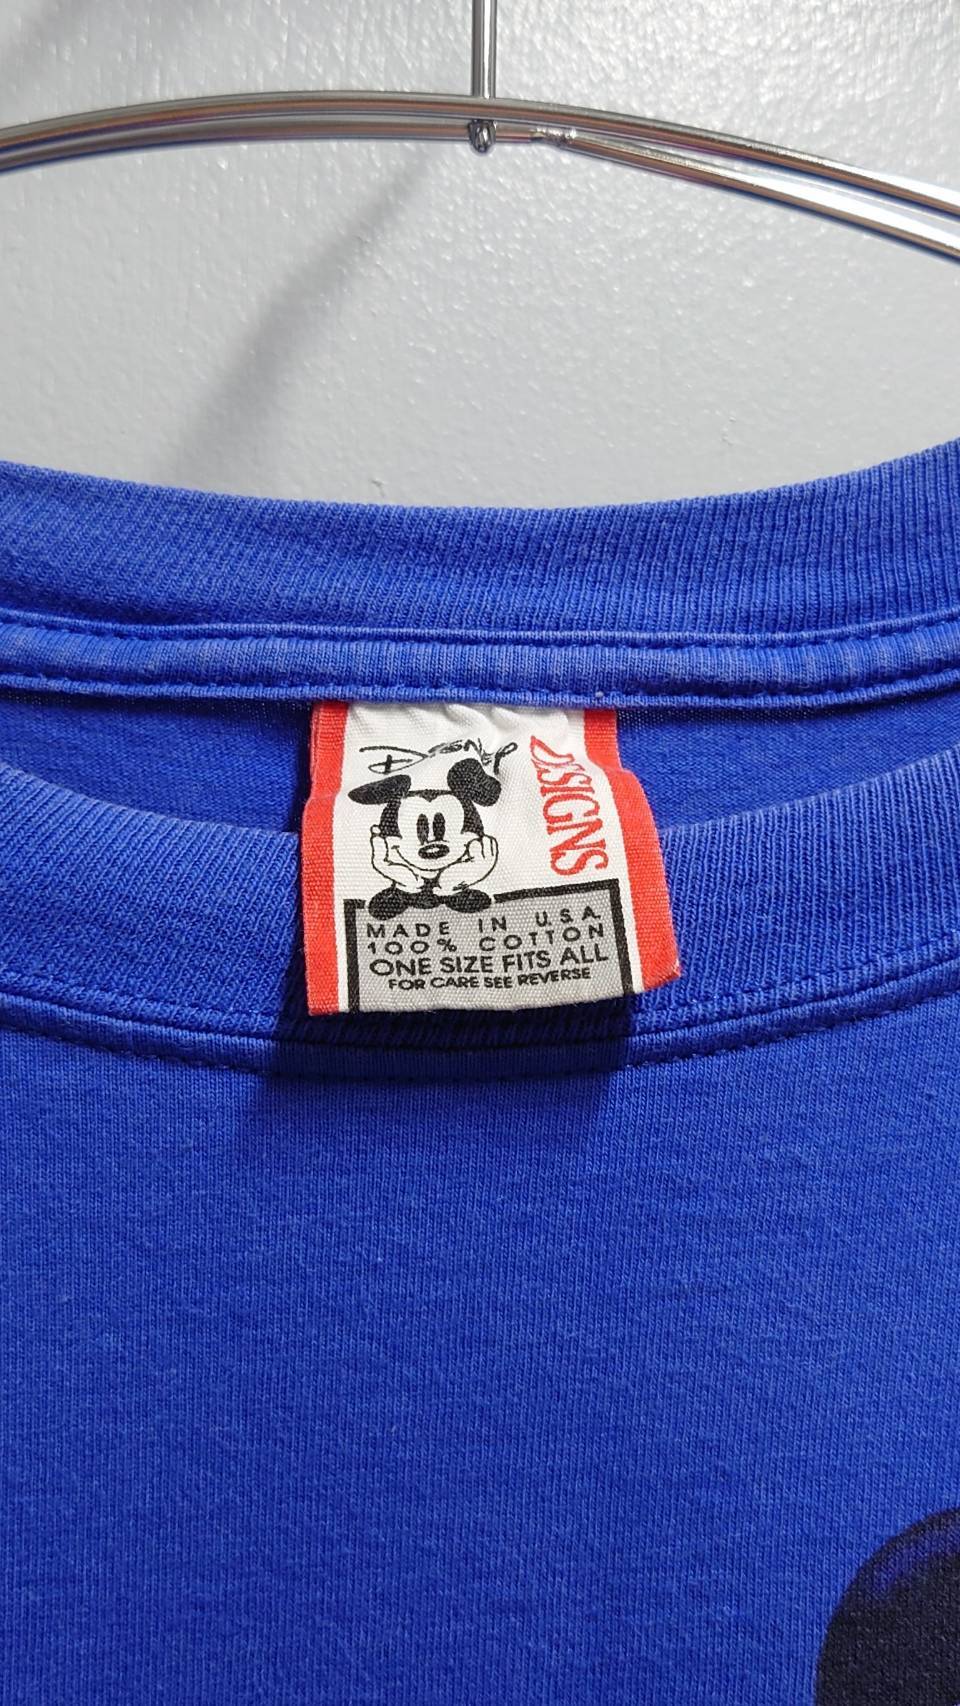 Disney
DESIGNS
MADE IN U.S.A.
100% COTTON
ONE SIZE FITS ALL
FOR CARE SEE REVERSE